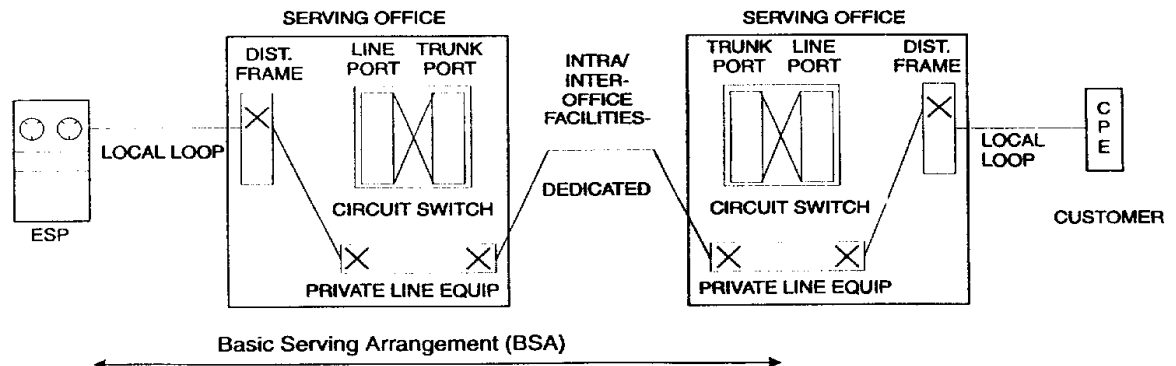 SERVING OFFICE
DIST.
FRAME
LINE
PORT
TRUNK
PORT
LOCAL LOOP
ESP
CIRCUIT SWITCH
PRIVATE LINE EQUIP
INTRA/
INTER-
OFFICE
FACILITIES-
DEDICATED
SERVING OFFICE
TRUNK
PORT
LINE
PORT
DIST.
FRAME
CIRCUIT SWITCH
PRIVATE LINE EQUIP
LOCAL
LOOP
C
P
E
CUSTOMER
Basic Serving Arrangement (BSA)